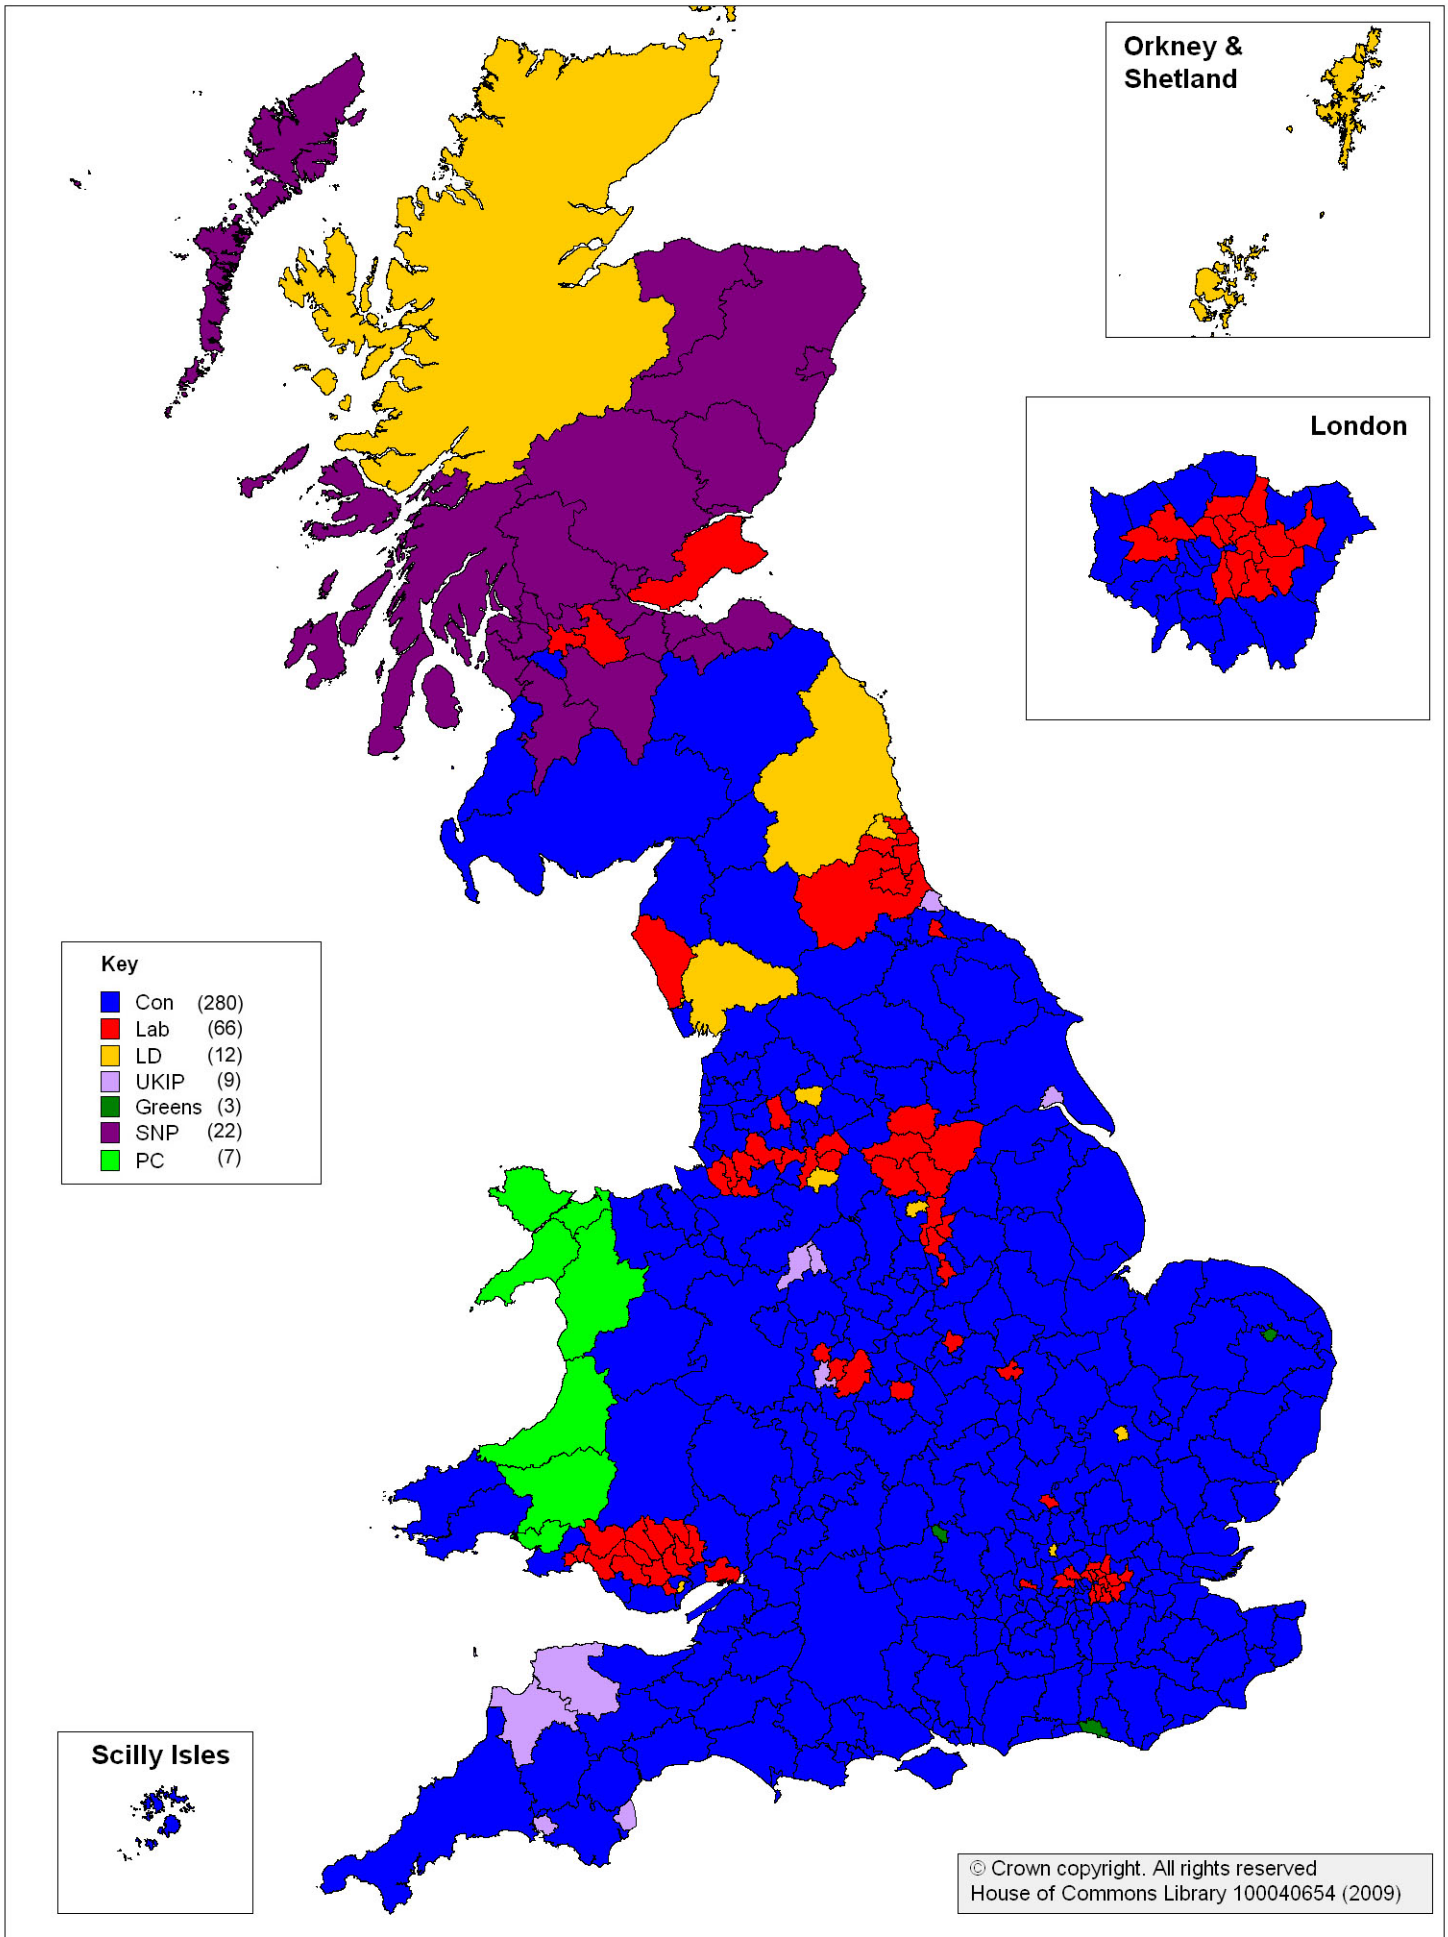 Orkney &
Shetland
London
Key
Con (280)
Lab (66)
LD (12)
UKIP (9)
Greens (3)
SNP (22)
PC (7)
Scilly Isles
© Crown copyright. All rights reserved
House of Commons Library 100040654 (2009)